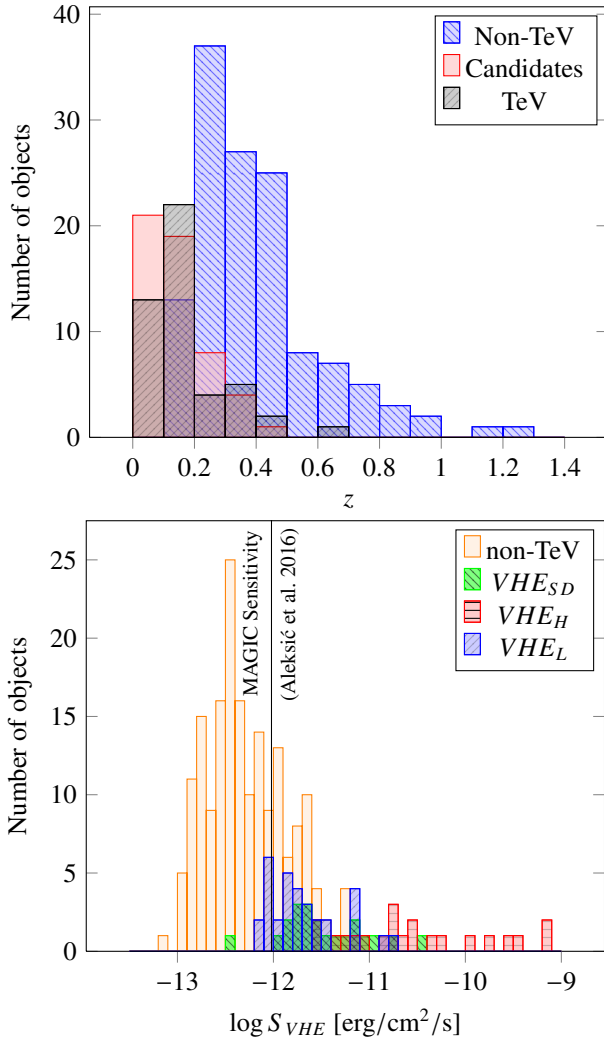 40
30
20
10
0
Number of objects
Non-TeV
Candidates
TeV
0 0.2 0.4 0.6 0.8 1 1.2 1.4
z
25
20
15
10
5
0
Number of objects
MAGIC Sensitivity
(Aleksić et al. 2016)
non-TeV
VHE_SD
VHE_H
VHE_L
−13 −12 −11 −10 −9
log S_VHE [erg/cm²/s]